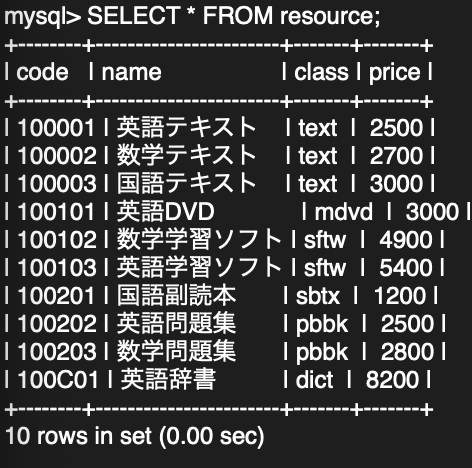 mysql> SELECT * FROM resource;
+--------+-----------------------+-------+-------+
| code | name | class | price |
+--------+-----------------------+-------+-------+
| 100001 | 英語テキスト | text | 2500 |
| 100002 | 数学テキスト | text | 2700 |
| 100003 | 国語テキスト | text | 3000 |
| 100101 | 英語DVD | mdvd | 3000 |
| 100102 | 数学学習ソフト | sftw | 4900 |
| 100103 | 英語学習ソフト | sftw | 5400 |
| 100201 | 国語副読本 | sbtx | 1200 |
| 100202 | 英語問題集 | pbbk | 2500 |
| 100203 | 数学問題集 | pbbk | 2800 |
| 100C01 | 英語辞書 | dict | 8200 |
+--------+-----------------------+-------+-------+
10 rows in set (0.00 sec)